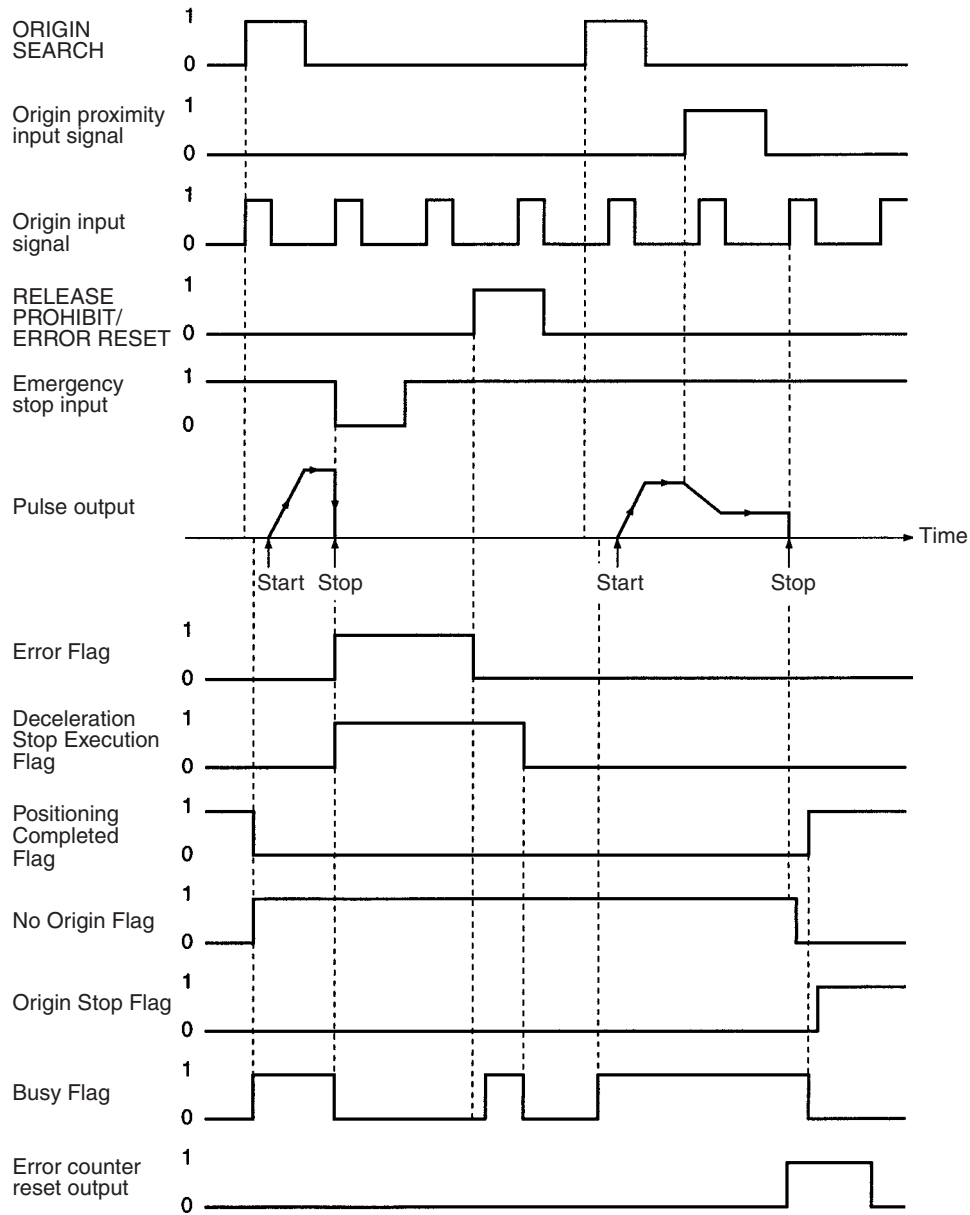 ORIGIN
SEARCH
1
0
Origin proximity
input signal
1
0
Origin input
signal
1
0
RELEASE
PROHIBIT/
ERROR RESET
1
0
Emergency
stop input
1
0
Pulse output
Time
Start Stop Start Stop
Error Flag
1
0
Deceleration
Stop Execution
Flag
1
0
Positioning
Completed
Flag
1
0
No Origin Flag
1
0
Origin Stop Flag
1
0
Busy Flag
1
0
Error counter
reset output
1
0